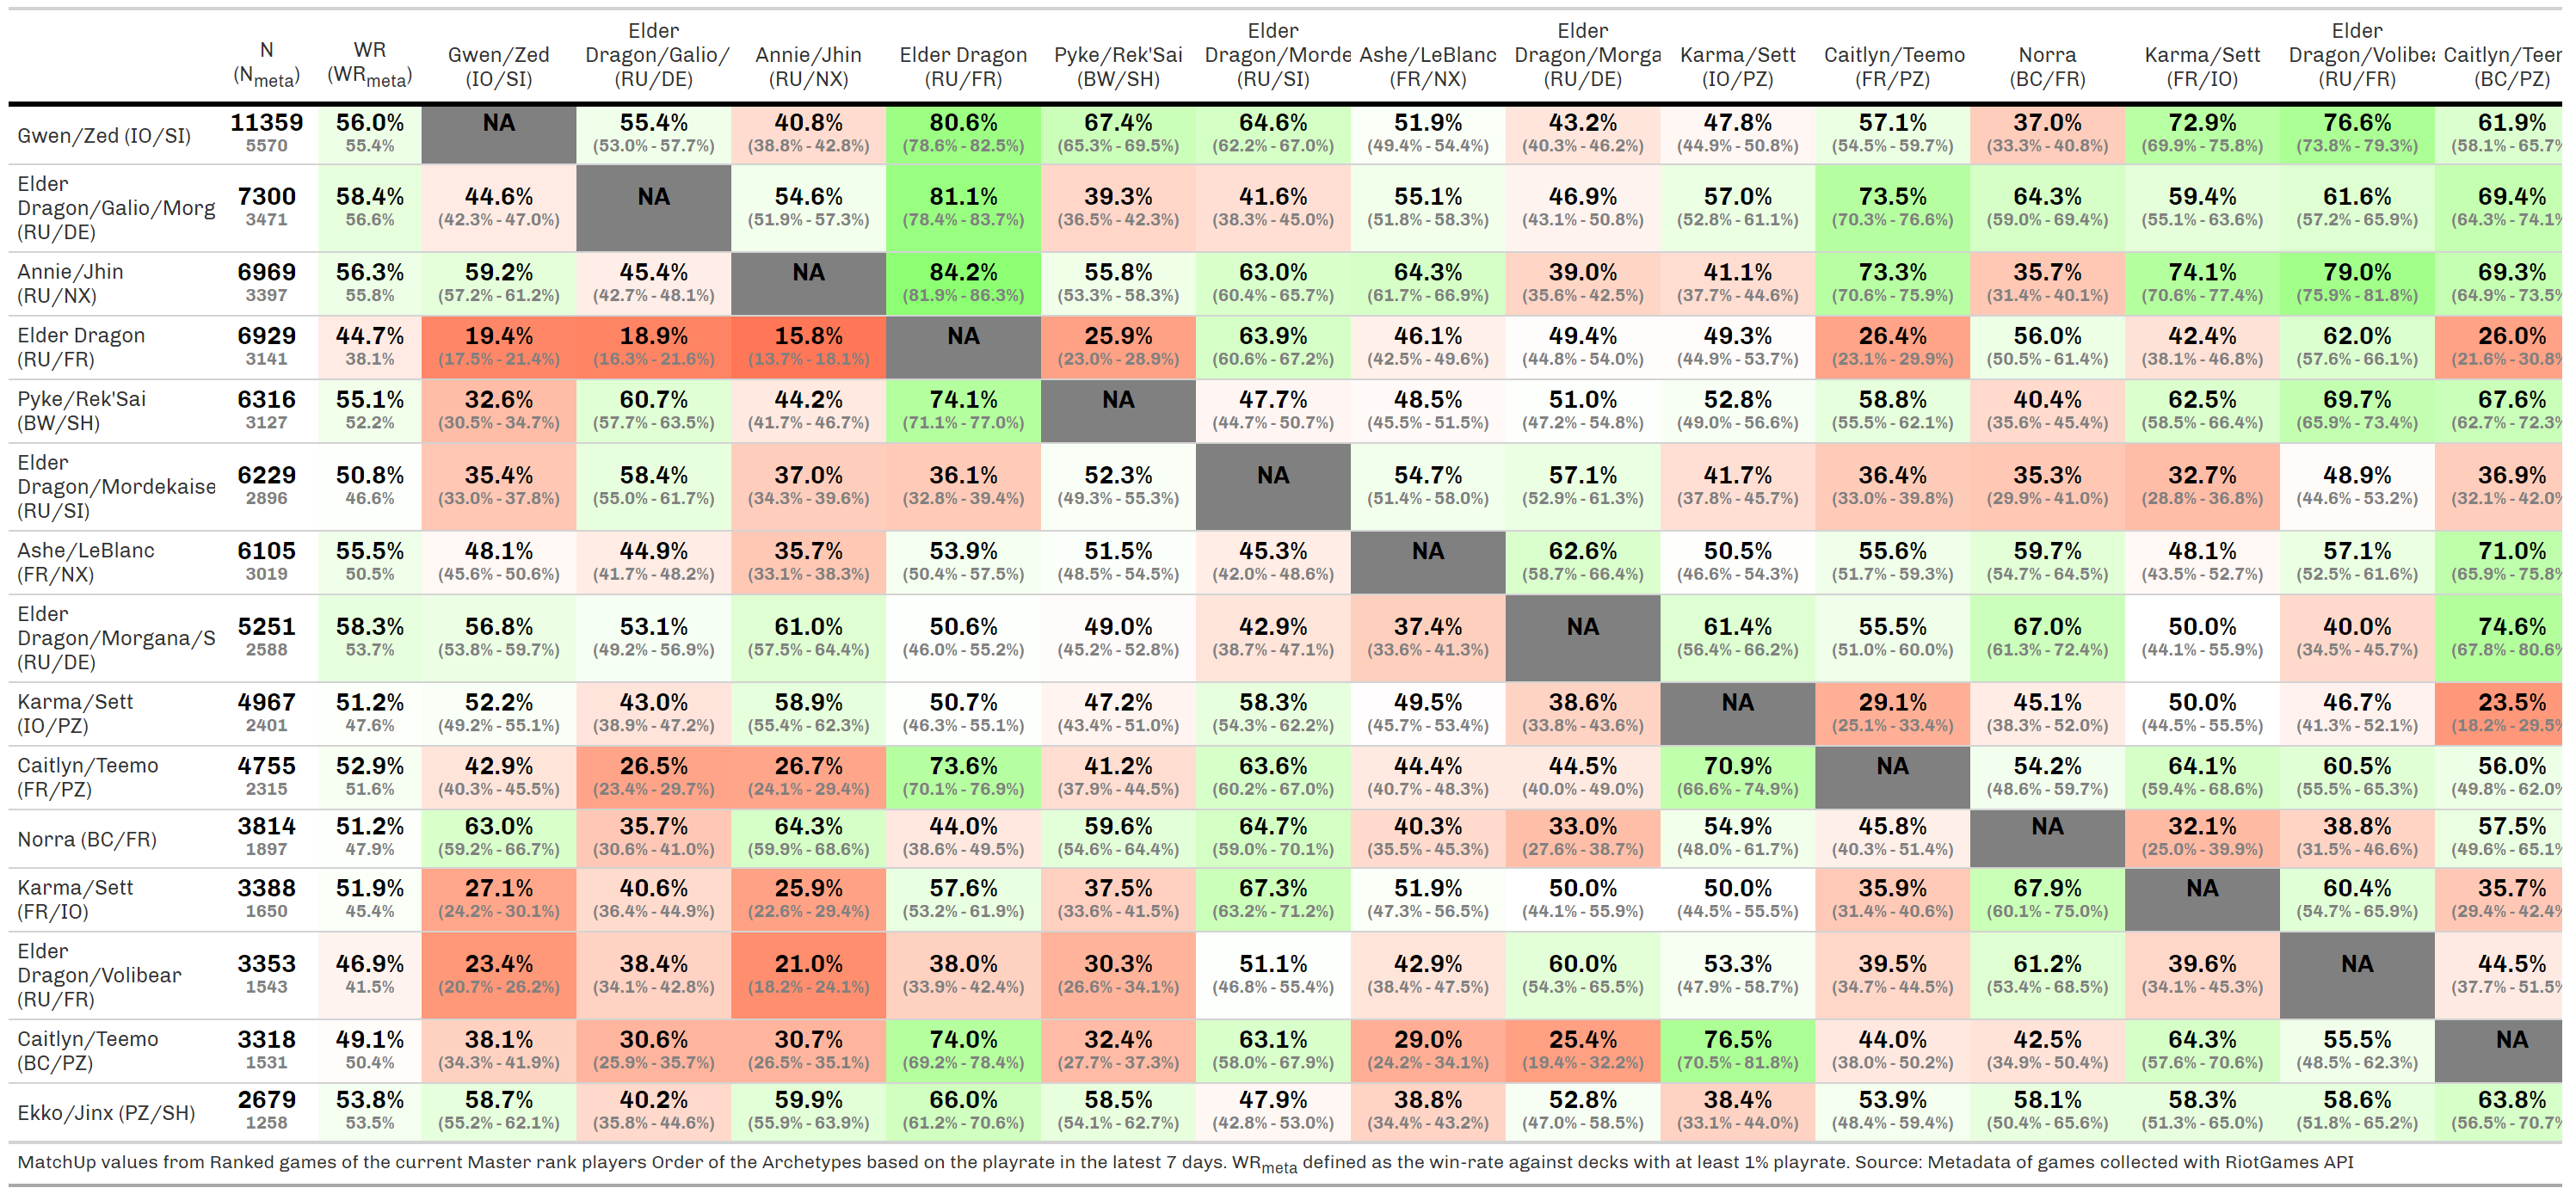 N WR Gwen/Zed Elder Dragon/Galio/ Annie/Jhin Elder Dragon Pyke/Rek'Sai Elder Dragon/Morde Ashe/LeBlanc Elder Dragon/Morga Karma/Sett Caitlyn/Teemo Norra Karma/Sett Elder Dragon/Volibea Caitlyn/Teer
(Nmeta) (WRmeta) (IO/SI) (RU/DE) (RU/NX) (RU/FR) (BW/SH) (RU/SI) (FR/NX) (RU/DE) (IO/PZ) (FR/PZ) (BC/FR) (FR/IO) (RU/FR) (BC/PZ)
Gwen/Zed (IO/SI) 11359 56.0% NA 55.4% 40.8% 80.6% 67.4% 64.6% 51.9% 43.2% 47.8% 57.1% 37.0% 72.9% 76.6% 61.9%
5570 55.4% (53.0% - 57.7%) (38.8% - 42.8%) (78.6% - 82.5%) (65.3% - 69.5%) (62.2% - 67.0%) (49.4% - 54.4%) (40.3% - 46.2%) (44.9% - 50.8%) (54.5% - 59.7%) (33.3% - 40.8%) (69.9% - 75.8%) (73.8% - 79.3%) (58.1% - 65.7%
Elder Dragon/Galio/Morg (RU/DE) 7300 58.4% 44.6% NA 54.6% 81.1% 39.3% 41.6% 55.1% 46.9% 57.0% 73.5% 64.3% 59.4% 61.6% 69.4%
3471 56.6% (42.3% - 47.0%) (51.9% - 57.3%) (78.4% - 83.7%) (36.5% - 42.3%) (38.3% - 45.0%) (51.8% - 58.3%) (43.1% - 50.8%) (52.8% - 61.1%) (70.3% - 76.6%) (59.0% - 69.4%) (55.1% - 63.6%) (57.2% - 65.9%) (64.3% - 74.1%
Annie/Jhin (RU/NX) 6969 56.3% 59.2% 45.4% NA 84.2% 55.8% 63.0% 64.3% 39.0% 41.1% 73.3% 35.7% 74.1% 79.0% 69.3%
3397 55.8% (57.2% - 61.2%) (42.7% - 48.1%) (81.9% - 86.3%) (53.3% - 58.3%) (60.4% - 65.7%) (61.7% - 66.9%) (35.6% - 42.5%) (37.7% - 44.6%) (70.6% - 75.9%) (31.4% - 40.1%) (70.6% - 77.4%) (75.9% - 81.8%) (64.9% - 73.5%
Elder Dragon (RU/FR) 6929 44.7% 19.4% 18.9% 15.8% NA 25.9% 63.9% 46.1% 49.4% 49.3% 26.4% 56.0% 42.4% 62.0% 26.0%
3141 38.1% (17.5% - 21.4%) (16.3% - 21.6%) (13.7% - 18.1%) (23.0% - 28.9%) (60.6% - 67.2%) (42.5% - 49.6%) (44.8% - 54.0%) (44.9% - 53.7%) (23.1% - 29.9%) (50.5% - 61.4%) (38.1% - 46.8%) (57.6% - 66.1%) (21.6% - 30.8%
Pyke/Rek'Sai (BW/SH) 6316 55.1% 32.6% 60.7% 44.2% 74.1% NA 47.7% 48.5% 51.0% 52.8% 58.8% 40.4% 62.5% 69.7% 67.6%
3127 52.2% (30.5% - 34.7%) (57.7% - 63.5%) (41.7% - 46.7%) (71.1% - 77.0%) (44.7% - 50.7%) (45.5% - 51.5%) (47.2% - 54.8%) (49.0% - 56.6%) (55.5% - 62.1%) (35.6% - 45.4%) (58.5% - 66.4%) (65.9% - 73.4%) (62.7% - 72.3%
Elder Dragon/Mordekaise (RU/SI) 6229 50.8% 35.4% 58.4% 37.0% 36.1% 52.3% NA 54.7% 57.1% 41.7% 36.4% 35.3% 32.7% 48.9% 36.9%
2896 46.6% (33.0% - 37.8%) (55.0% - 61.7%) (34.3% - 39.6%) (32.8% - 39.4%) (49.3% - 55.3%) (51.4% - 58.0%) (52.9% - 61.3%) (37.8% - 45.7%) (33.0% - 39.8%) (29.9% - 41.0%) (28.8% - 36.8%) (44.6% - 53.2%) (32.1% - 42.0%
Ashe/LeBlanc (FR/NX) 6105 55.5% 48.1% 44.9% 35.7% 53.9% 51.5% 45.3% NA 62.6% 50.5% 55.6% 59.7% 48.1% 57.1% 71.0%
3019 50.5% (45.6% - 50.6%) (41.7% - 48.2%) (33.1% - 38.3%) (50.4% - 57.5%) (48.5% - 54.5%) (42.0% - 48.6%) (58.7% - 66.4%) (46.6% - 54.3%) (51.7% - 59.3%) (54.7% - 64.5%) (43.5% - 52.7%) (52.5% - 61.6%) (65.9% - 75.8%
Elder Dragon/Morgana/S (RU/DE) 5251 58.3% 56.8% 53.1% 61.0% 50.6% 49.0% 42.9% 37.4% NA 61.4% 55.5% 67.0% 50.0% 40.0% 74.6%
2588 53.7% (53.8% - 59.7%) (49.2% - 56.9%) (57.5% - 64.4%) (46.0% - 55.2%) (45.2% - 52.8%) (38.7% - 47.1%) (33.6% - 41.3%) (56.4% - 66.2%) (51.0% - 60.0%) (61.3% - 72.4%) (44.1% - 55.9%) (34.5% - 45.7%) (67.8% - 80.6%
Karma/Sett (IO/PZ) 4967 51.2% 52.2% 43.0% 58.9% 50.7% 47.2% 58.3% 49.5% 38.6% NA 29.1% 45.1% 50.0% 46.7% 23.5%
2401 47.6% (49.2% - 55.1%) (38.9% - 47.2%) (55.4% - 62.3%) (46.3% - 55.1%) (43.4% - 51.0%) (54.3% - 62.2%) (45.7% - 53.4%) (33.8% - 43.6%) (25.1% - 33.4%) (38.3% - 52.0%) (44.5% - 55.5%) (41.3% - 52.1%) (18.2% - 29.5%
Caitlyn/Teemo (FR/PZ) 4755 52.9% 42.9% 26.5% 26.7% 73.6% 41.2% 63.6% 44.4% 44.5% 70.9% NA 54.2% 64.1% 60.5% 56.0%
2315 51.6% (40.3% - 45.5%) (23.4% - 29.7%) (24.1% - 29.4%) (70.1% - 76.9%) (37.9% - 44.5%) (60.2% - 67.0%) (40.7% - 48.3%) (40.0% - 49.0%) (66.6% - 74.9%) (48.6% - 59.7%) (59.4% - 68.6%) (55.5% - 65.3%) (49.8% - 62.0%
Norra (BC/FR) 3814 51.2% 63.0% 35.7% 64.3% 44.0% 59.6% 64.7% 40.3% 33.0% 54.9% 45.8% NA 32.1% 38.8% 57.5%
1897 47.9% (59.2% - 66.7%) (30.6% - 41.0%) (59.9% - 68.6%) (38.6% - 49.5%) (54.6% - 64.4%) (59.0% - 70.1%) (35.5% - 45.3%) (27.6% - 38.7%) (48.0% - 61.7%) (40.3% - 51.4%) (25.0% - 39.9%) (31.5% - 46.6%) (49.6% - 65.1%
Karma/Sett (FR/IO) 3388 51.9% 27.1% 40.6% 25.9% 57.6% 37.5% 67.3% 51.9% 50.0% 50.0% 35.9% 67.9% NA 60.4% 35.7%
1650 45.4% (24.2% - 30.1%) (36.4% - 44.9%) (22.6% - 29.4%) (53.2% - 61.9%) (33.6% - 41.5%) (63.2% - 71.2%) (47.3% - 56.5%) (44.1% - 55.9%) (44.5% - 55.5%) (31.4% - 40.6%) (60.1% - 75.0%) (54.7% - 65.9%) (29.4% - 42.4%
Elder Dragon/Volibear (RU/FR) 3353 46.9% 23.4% 38.4% 21.0% 38.0% 30.3% 51.1% 42.9% 60.0% 53.3% 39.5% 61.2% 39.6% NA 44.5%
1543 41.5% (20.7% - 26.2%) (34.1% - 42.8%) (18.2% - 24.1%) (33.9% - 42.4%) (26.6% - 34.1%) (46.8% - 55.4%) (38.4% - 47.5%) (54.3% - 65.5%) (47.9% - 58.7%) (34.7% - 44.5%) (53.4% - 68.5%) (34.1% - 45.3%) (37.7% - 51.5%
Caitlyn/Teemo (BC/PZ) 3318 49.1% 38.1% 30.6% 30.7% 74.0% 32.4% 63.1% 29.0% 25.4% 76.5% 44.0% 42.5% 64.3% 55.5% NA
1531 50.4% (34.3% - 41.9%) (25.9% - 35.7%) (26.5% - 35.1%) (69.2% - 78.4%) (27.7% - 37.3%) (58.0% - 67.9%) (24.2% - 34.1%) (19.4% - 32.2%) (70.5% - 81.8%) (38.0% - 50.2%) (34.9% - 50.4%) (57.6% - 70.6%) (48.5% - 62.3%)
Ekko/Jinx (PZ/SH) 2679 53.8% 58.7% 40.2% 59.9% 66.0% 58.5% 47.9% 38.8% 52.8% 38.4% 53.9% 58.1% 58.3% 58.6% 63.8%
1258 53.5% (55.2% - 62.1%) (35.8% - 44.6%) (55.9% - 63.9%) (61.2% - 70.6%) (54.1% - 62.7%) (42.8% - 53.0%) (34.4% - 43.2%) (47.0% - 58.5%) (33.1% - 44.0%) (48.4% - 59.4%) (50.4% - 65.6%) (51.3% - 65.0%) (51.8% - 65.2%) (56.5% - 70.7%
MatchUp values from Ranked games of the current Master rank players Order of the Archetypes based on the playrate in the latest 7 days. WRmeta defined as the win-rate against decks with at least 1% playrate. Source: Metadata of games collected with RiotGames API